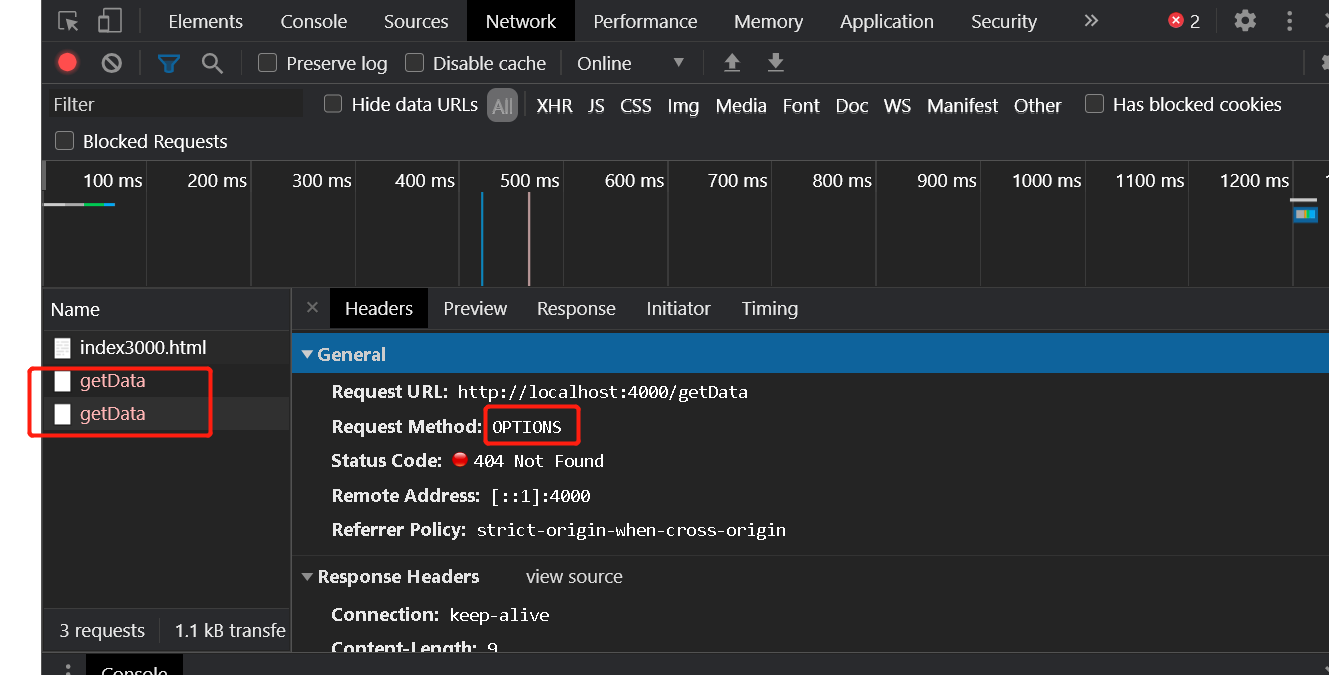 Elements Console Sources Network Performance Memory Application Security » 2
Preserve log Disable cache Online ▼
Filter Hide data URLs All XHR JS CSS Img Media Font Doc WS Manifest Other Has blocked cookies
Blocked Requests
100 ms 200 ms 300 ms 400 ms 500 ms 600 ms 700 ms 800 ms 900 ms 1000 ms 1100 ms 1200 ms
Name × Headers Preview Response Initiator Timing
index3000.html
getData
getData
▼General
Request URL: http://localhost:4000/getData
Request Method: OPTIONS
Status Code: 404 Not Found
Remote Address: [::1]:4000
Referrer Policy: strict-origin-when-cross-origin
▼Response Headers view source
Connection: keep-alive
Content-Length: 9
3 requests 1.1 kB transfe
Console